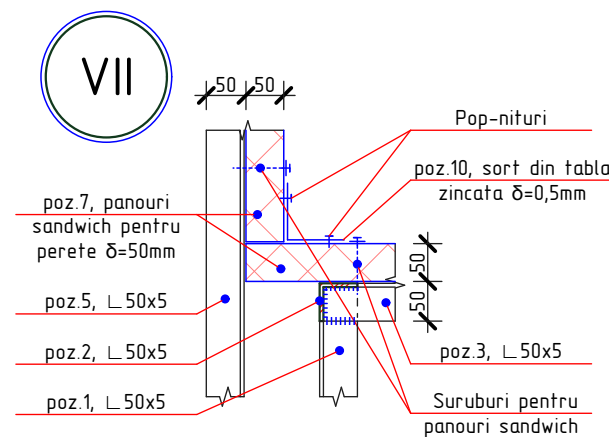 VII
50 50
Pop-nituri
poz.10, sort din tabla
zincata δ=0,5mm
poz.7, panouri
sandwich pentru
perete δ=50mm
50
50
poz.5, ∟50x5
poz.2, ∟50x5
poz.3, ∟50x5
poz.1, ∟50x5
Suruburi pentru
panouri sandwich